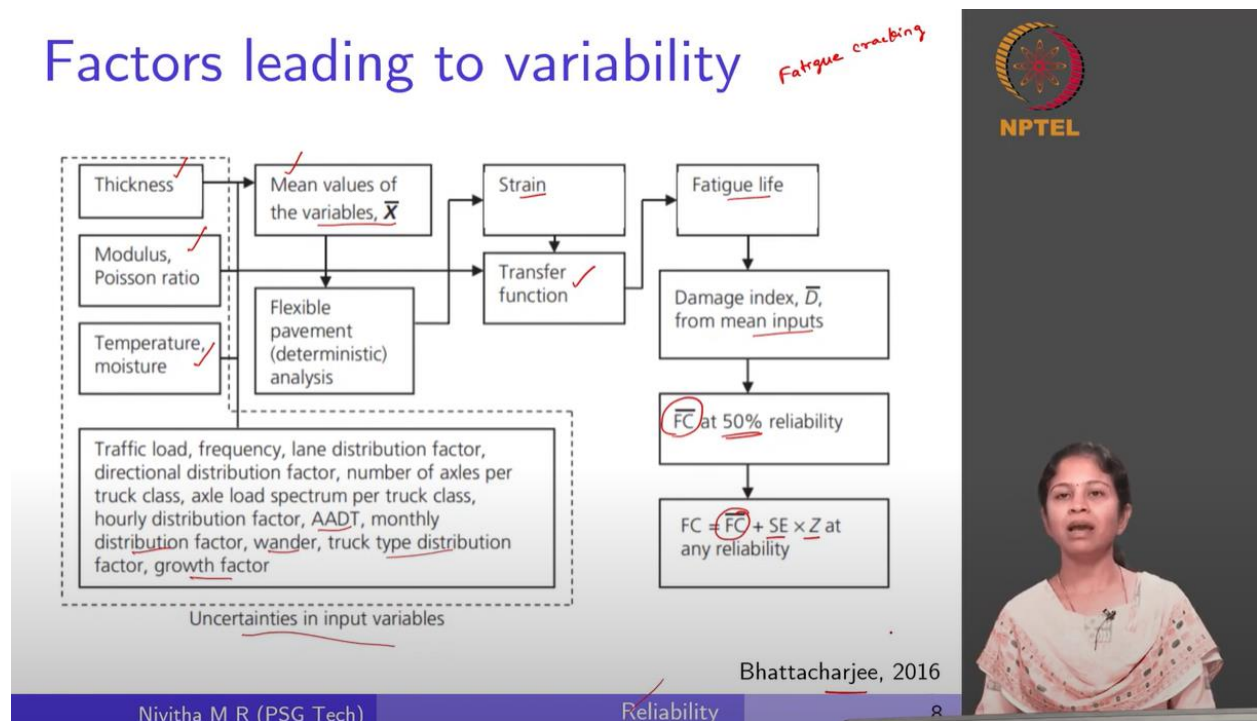 Factors leading to variability
Fatigue cracking
NPTEL
Thickness
Mean values of
the variables, X̅
Strain
Fatigue life
Modulus,
Poisson ratio
Transfer
function
Flexible
pavement
(deterministic)
analysis
Damage index, D̅,
from mean inputs
Temperature,
moisture
F̅C̅ at 50% reliability
Traffic load, frequency, lane distribution factor,
directional distribution factor, number of axles per
truck class, axle load spectrum per truck class,
hourly distribution factor, AADT, monthly
distribution factor, wander, truck type distribution
factor, growth factor
FC = F̅C̅ + SE × Z at
any reliability
Uncertainties in input variables
Bhattacharjee, 2016
Nivitha M R (PSG Tech)
Reliability
8